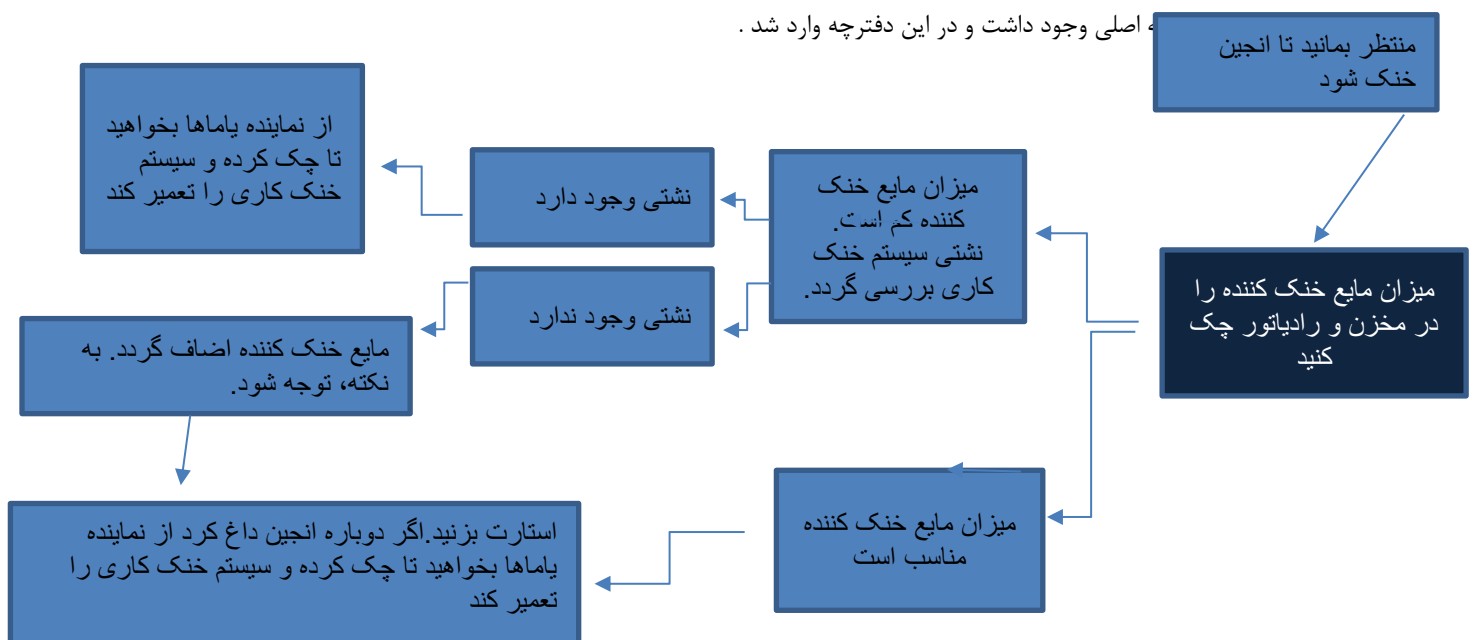 ه اصلی وجود داشت و در این دفترچه وارد شد .
منتظر بمانید تا انجین
خنک شود
میزان مایع خنک کننده را
در مخزن و رادیاتور چک
کنید
میزان مایع خنک
کننده کم است.
نشتی سیستم خنک
کاری بررسی گردد.
نشتی وجود دارد
از نماینده یاماها بخواهید
تا چک کرده و سیستم
خنک کاری را تعمیر کند
نشتی وجود ندارد
مایع خنک کننده اضاف گردد. به
نکته، توجه شود.
میزان مایع خنک کننده
مناسب است
استارت بزنید.اگر دوباره انجین داغ کرد از نماینده
یاماها بخواهید تا چک کرده و سیستم خنک کاری را
تعمیر کند